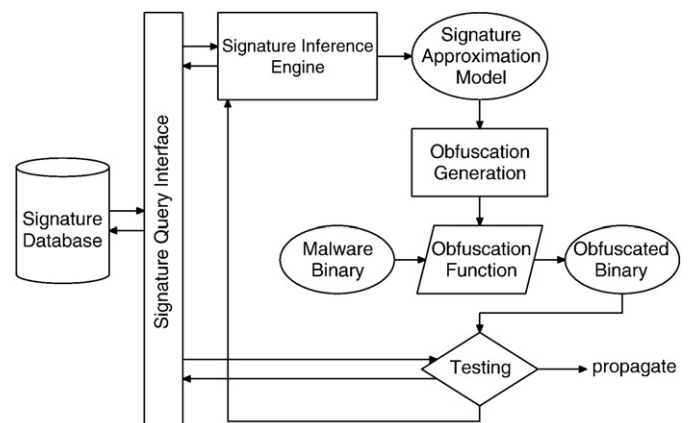 Signature Inference
Engine
Signature
Approximation
Model
Signature Query Interface
Obfuscation
Generation
Signature
Database
Malware
Binary
Obfuscation
Function
Obfuscated
Binary
Testing
propagate